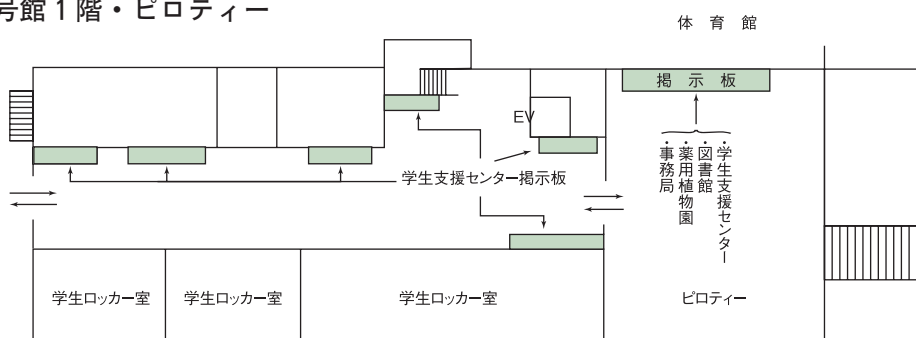 号館1階・ピロティー
体育館
掲示板
EV
・学生支援センター
・図書館
・薬用植物園
・事務局
学生支援センター掲示板
学生ロッカー室
学生ロッカー室
学生ロッカー室
ピロティー